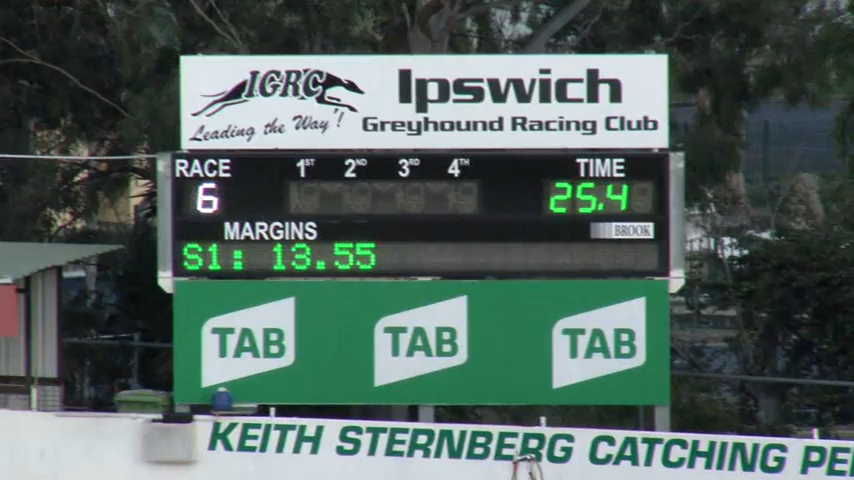 IGRC
Leading the Way!
Ipswich
Greyhound Racing Club
RACE 1ST 2ND 3RD 4TH TIME
6 25.4
MARGINS BROOK
S1: 13.55
TAB TAB TAB
KEITH STERNBERG CATCHING PE